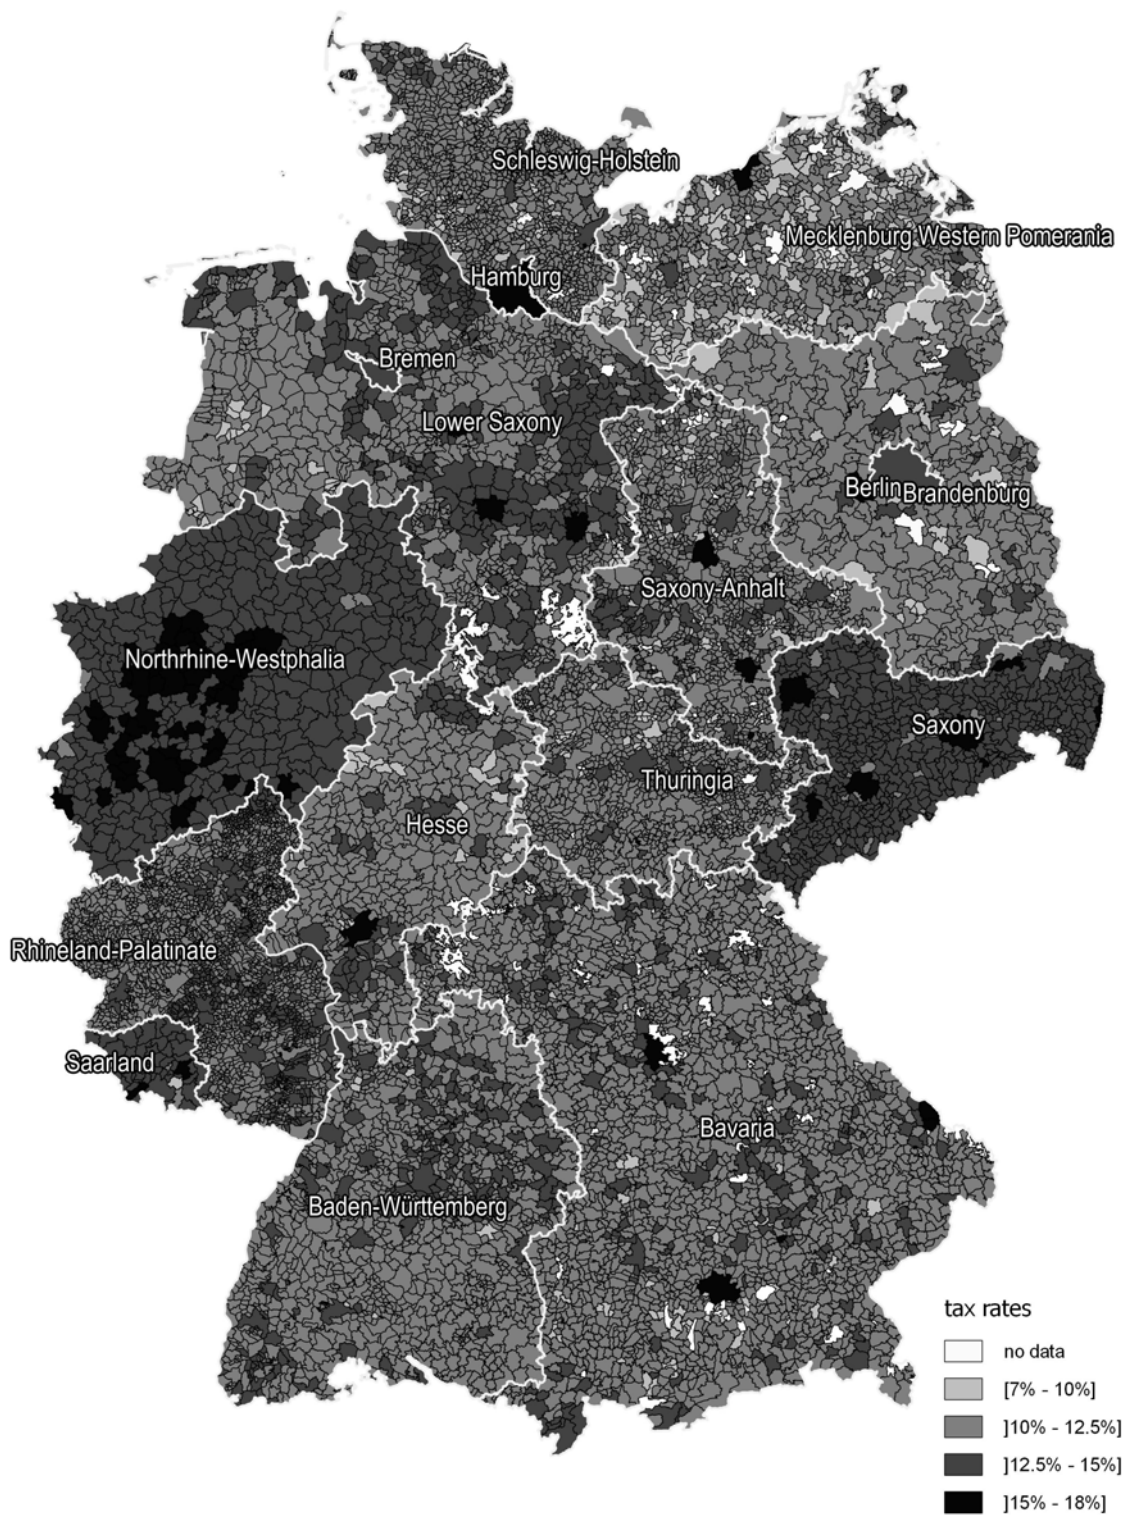 Schleswig-Holstein
Mecklenburg Western Pomerania
Hamburg
Bremen
Lower Saxony
Berlin
Brandenburg
Saxony-Anhalt
Northrhine-Westphalia
Saxony
Thuringia
Hesse
Rhineland-Palatinate
Saarland
Bavaria
Baden-Württemberg
tax rates
no data
[7% - 10%]
]10% - 12.5%]
]12.5% - 15%]
]15% - 18%]